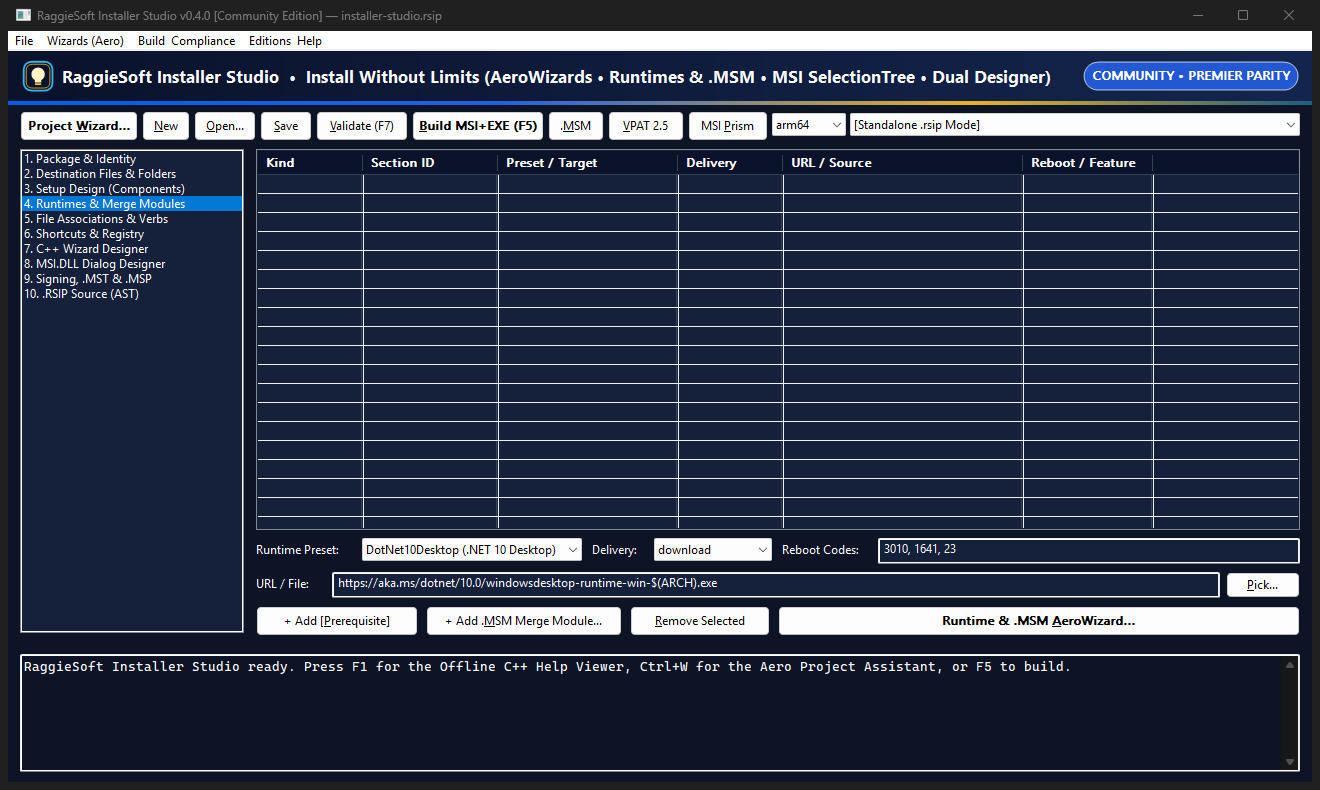 RaggieSoft Installer Studio v0.4.0 [Community Edition] — installer-studio.rsip
File Wizards (Aero) Build Compliance Editions Help
RaggieSoft Installer Studio • Install Without Limits (AeroWizards • Runtimes & .MSM • MSI SelectionTree • Dual Designer) COMMUNITY • PREMIER PARITY
Project Wizard... New Open... Save Validate (F7) Build MSI+EXE (F5) .MSM VPAT 2.5 MSI Prism arm64 [Standalone .rsip Mode]
1. Package & Identity
2. Destination Files & Folders
3. Setup Design (Components)
4. Runtimes & Merge Modules
5. File Associations & Verbs
6. Shortcuts & Registry
7. C++ Wizard Designer
8. MSI.DLL Dialog Designer
9. Signing, .MST & .MSP
10. .RSIP Source (AST)
Kind Section ID Preset / Target Delivery URL / Source Reboot / Feature
Runtime Preset: DotNet10Desktop (.NET 10 Desktop) Delivery: download Reboot Codes: 3010, 1641, 23
URL / File: https://aka.ms/dotnet/10.0/windowsdesktop-runtime-win-$(ARCH).exe Pick...
+ Add [Prerequisite] + Add .MSM Merge Module... Remove Selected Runtime & .MSM AeroWizard...
RaggieSoft Installer Studio ready. Press F1 for the Offline C++ Help Viewer, Ctrl+W for the Aero Project Assistant, or F5 to build.